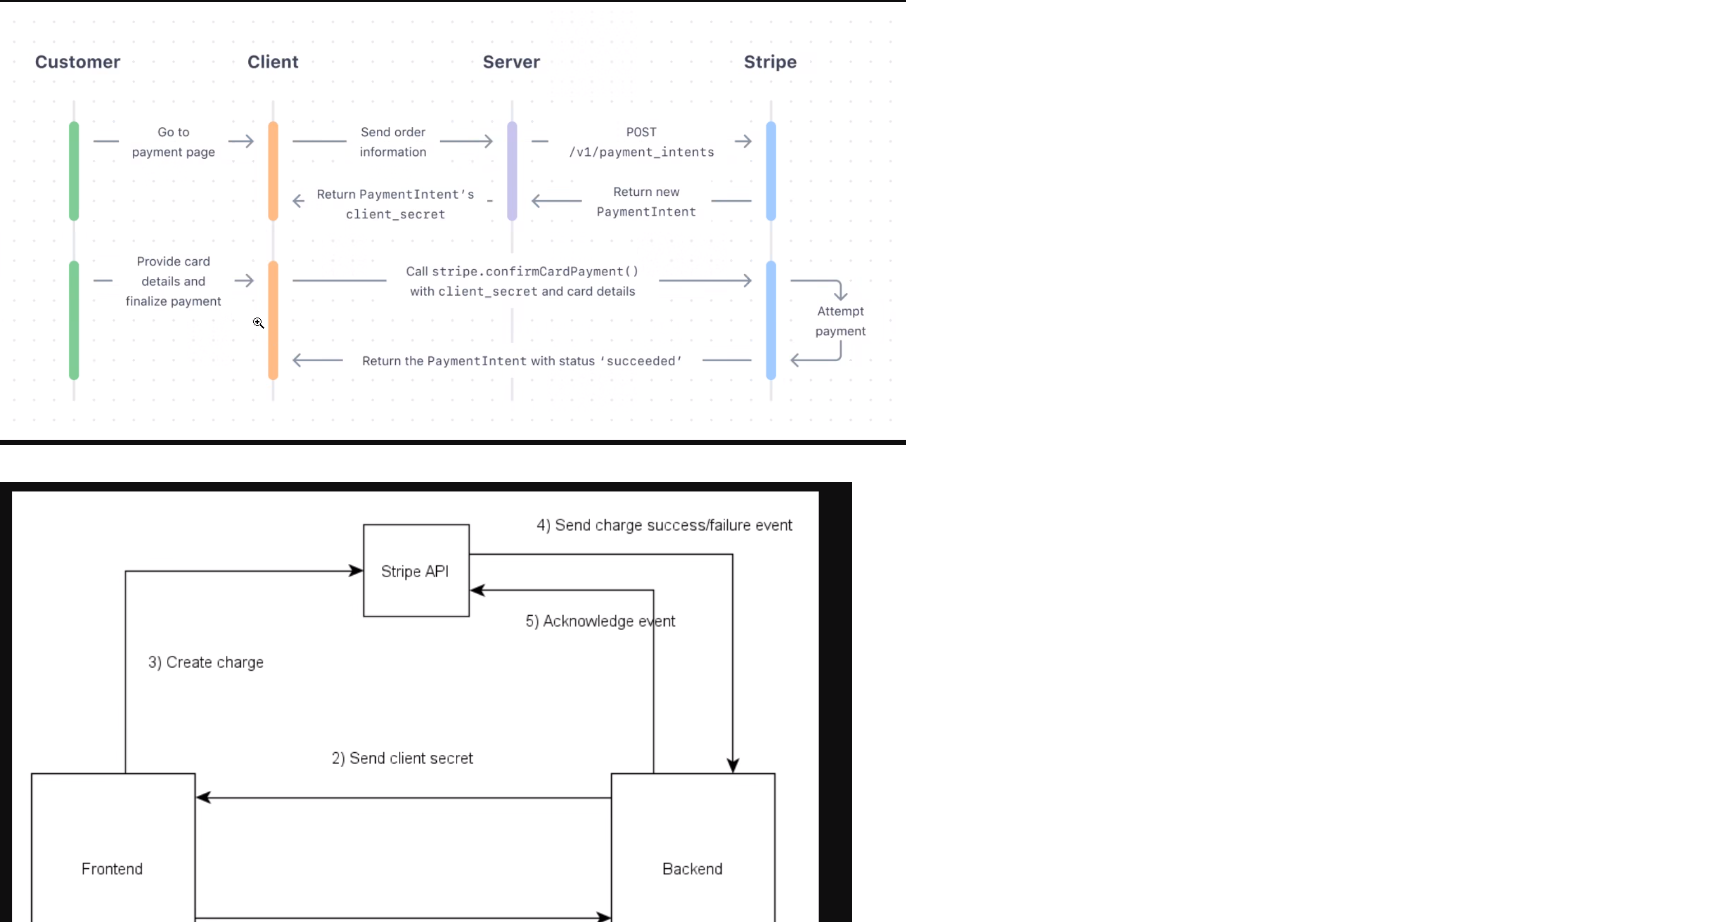 Customer
Client
Server
Stripe
Go to
payment page
Send order
information
POST
/v1/payment_intents
Return PaymentIntent's
client_secret
Return new
PaymentIntent
Provide card
details and
finalize payment
Call stripe.confirmCardPayment()
with client_secret and card details
Attempt
payment
Return the PaymentIntent with status ‘succeeded’
4) Send charge success/failure event
Stripe API
5) Acknowledge event
3) Create charge
2) Send client secret
Frontend
Backend